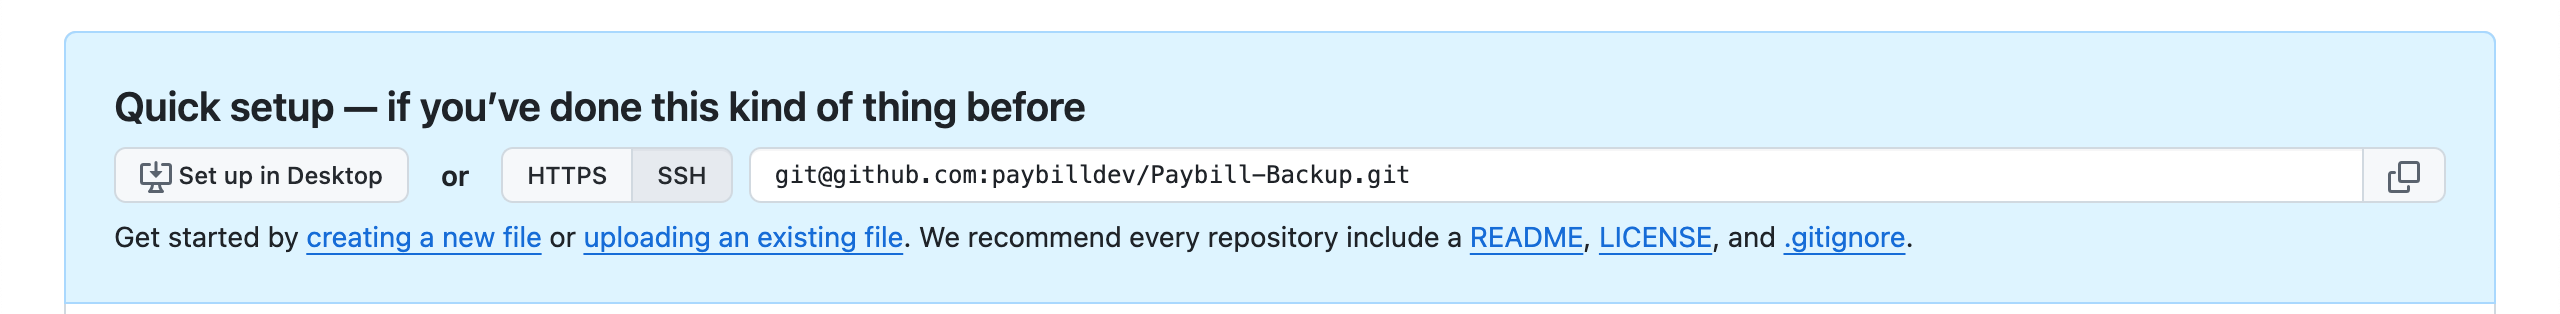 Quick setup — if you’ve done this kind of thing before
Set up in Desktop or HTTPS SSH git@github.com:paybilldev/Paybill-Backup.git
Get started by creating a new file or uploading an existing file. We recommend every repository include a README, LICENSE, and .gitignore.